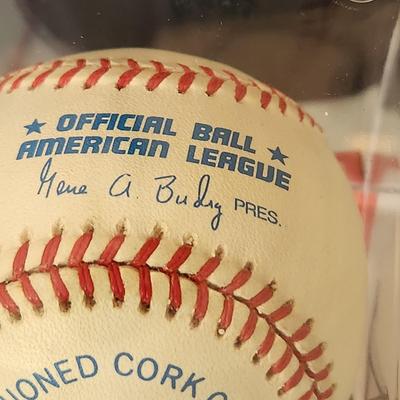 ★ OFFICIAL BALL ★
AMERICAN LEAGUE
Gene A. Budig PRES.
IONED CORK C